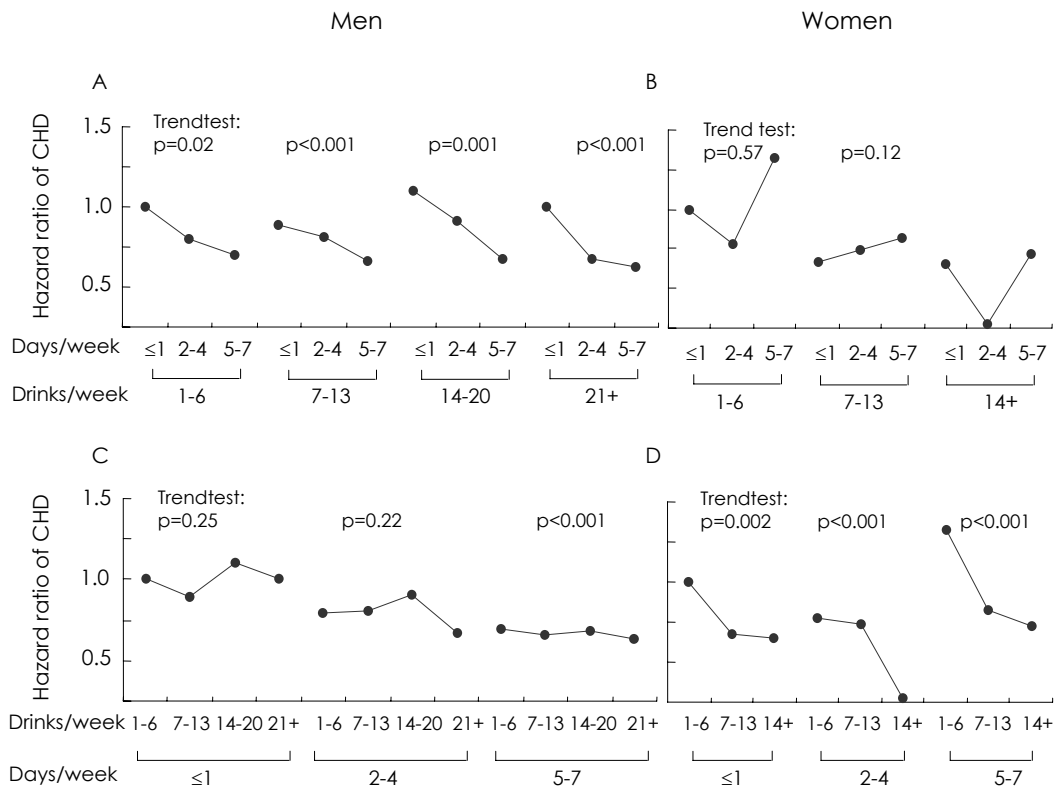 Men Women
A B
Trendtest:
p=0.02 p<0.001 p=0.001 p<0.001
Trend test:
p=0.57 p=0.12
Hazard ratio of CHD
1.5
1.0
0.5
Days/week ≤1 2-4 5-7 ≤1 2-4 5-7 ≤1 2-4 5-7 ≤1 2-4 5-7 ≤1 2-4 5-7 ≤1 2-4 5-7 ≤1 2-4 5-7
Drinks/week 1-6 7-13 14-20 21+ 1-6 7-13 14+
C D
Trendtest:
p=0.25 p=0.22 p<0.001
Trendtest:
p=0.002 p<0.001 p<0.001
Hazard ratio of CHD
1.5
1.0
0.5
Drinks/week 1-6 7-13 14-20 21+ 1-6 7-13 14-20 21+ 1-6 7-13 14-20 21+ 1-6 7-13 14+ 1-6 7-13 14+ 1-6 7-13 14+
Days/week ≤1 2-4 5-7 ≤1 2-4 5-7